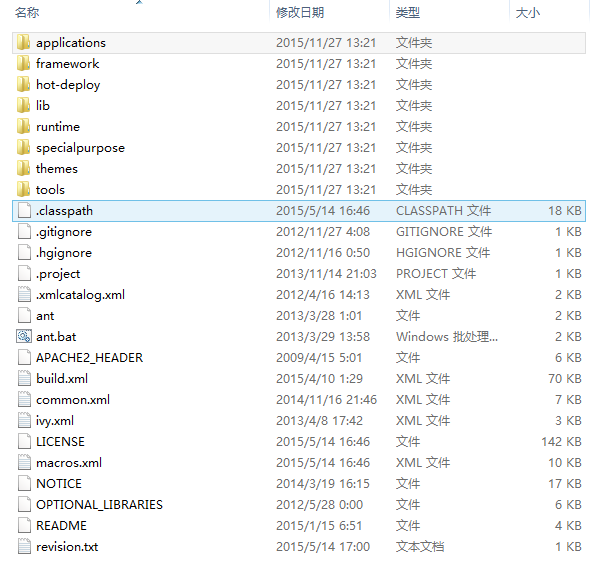 名称 修改日期 类型 大小
applications 2015/11/27 13:21 文件夹
framework 2015/11/27 13:21 文件夹
hot-deploy 2015/11/27 13:21 文件夹
lib 2015/11/27 13:21 文件夹
runtime 2015/11/27 13:21 文件夹
specialpurpose 2015/11/27 13:21 文件夹
themes 2015/11/27 13:21 文件夹
tools 2015/11/27 13:21 文件夹
.classpath 2015/5/14 16:46 CLASSPATH 文件 18 KB
.gitignore 2012/11/27 4:08 GITIGNORE 文件 1 KB
.hgignore 2012/11/16 0:50 HGIGNORE 文件 1 KB
.project 2013/11/14 21:03 PROJECT 文件 1 KB
.xmlcatalog.xml 2012/4/16 14:13 XML 文件 2 KB
ant 2013/3/28 1:01 文件 2 KB
ant.bat 2013/3/29 13:58 Windows 批处理... 2 KB
APACHE2_HEADER 2009/4/15 5:01 文件 6 KB
build.xml 2015/4/10 1:29 XML 文件 70 KB
common.xml 2014/11/16 21:46 XML 文件 7 KB
ivy.xml 2013/4/8 17:42 XML 文件 3 KB
LICENSE 2015/5/14 16:46 文件 142 KB
macros.xml 2015/5/14 16:46 XML 文件 10 KB
NOTICE 2014/3/19 16:15 文件 17 KB
OPTIONAL_LIBRARIES 2012/5/28 0:00 文件 6 KB
README 2015/1/15 6:51 文件 4 KB
revision.txt 2015/5/14 17:00 文本文档 1 KB